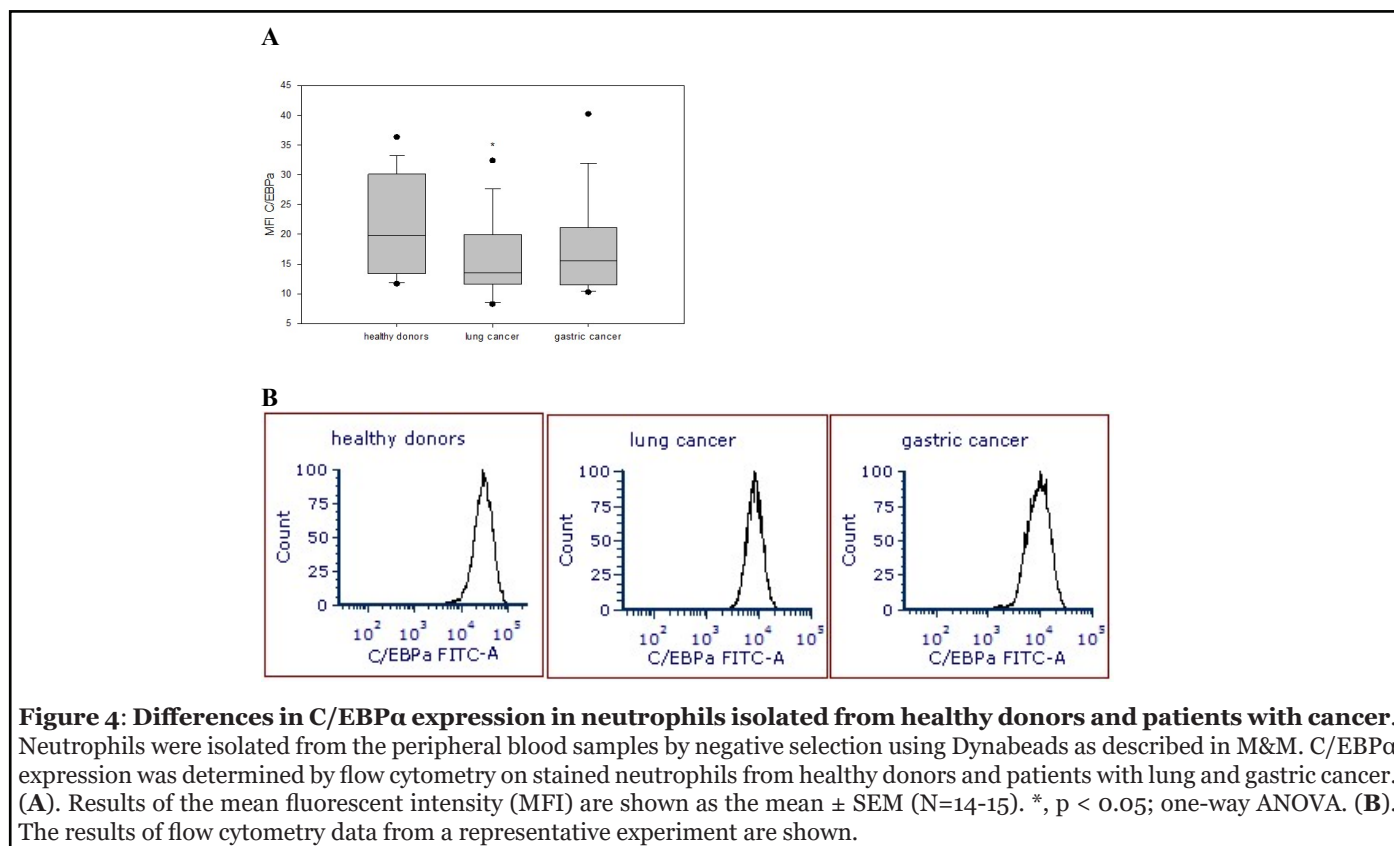 A
45
40
35
30
25
20
15
10
5
MFI C/EBPa
*
healthy donors lung cancer gastric cancer
B
healthy donors
100
75
50
25
0
Count
10² 10³ 10⁴ 10⁵
C/EBPa FITC-A
lung cancer
100
75
50
25
0
Count
10² 10³ 10⁴ 10⁵
C/EBPa FITC-A
gastric cancer
100
75
50
25
0
Count
10² 10³ 10⁴ 10⁵
C/EBPa FITC-A
Figure 4: Differences in C/EBPα expression in neutrophils isolated from healthy donors and patients with cancer.
Neutrophils were isolated from the peripheral blood samples by negative selection using Dynabeads as described in M&M. C/EBPα
expression was determined by flow cytometry on stained neutrophils from healthy donors and patients with lung and gastric cancer.
(A). Results of the mean fluorescent intensity (MFI) are shown as the mean ± SEM (N=14-15). *, p < 0.05; one-way ANOVA. (B).
The results of flow cytometry data from a representative experiment are shown.